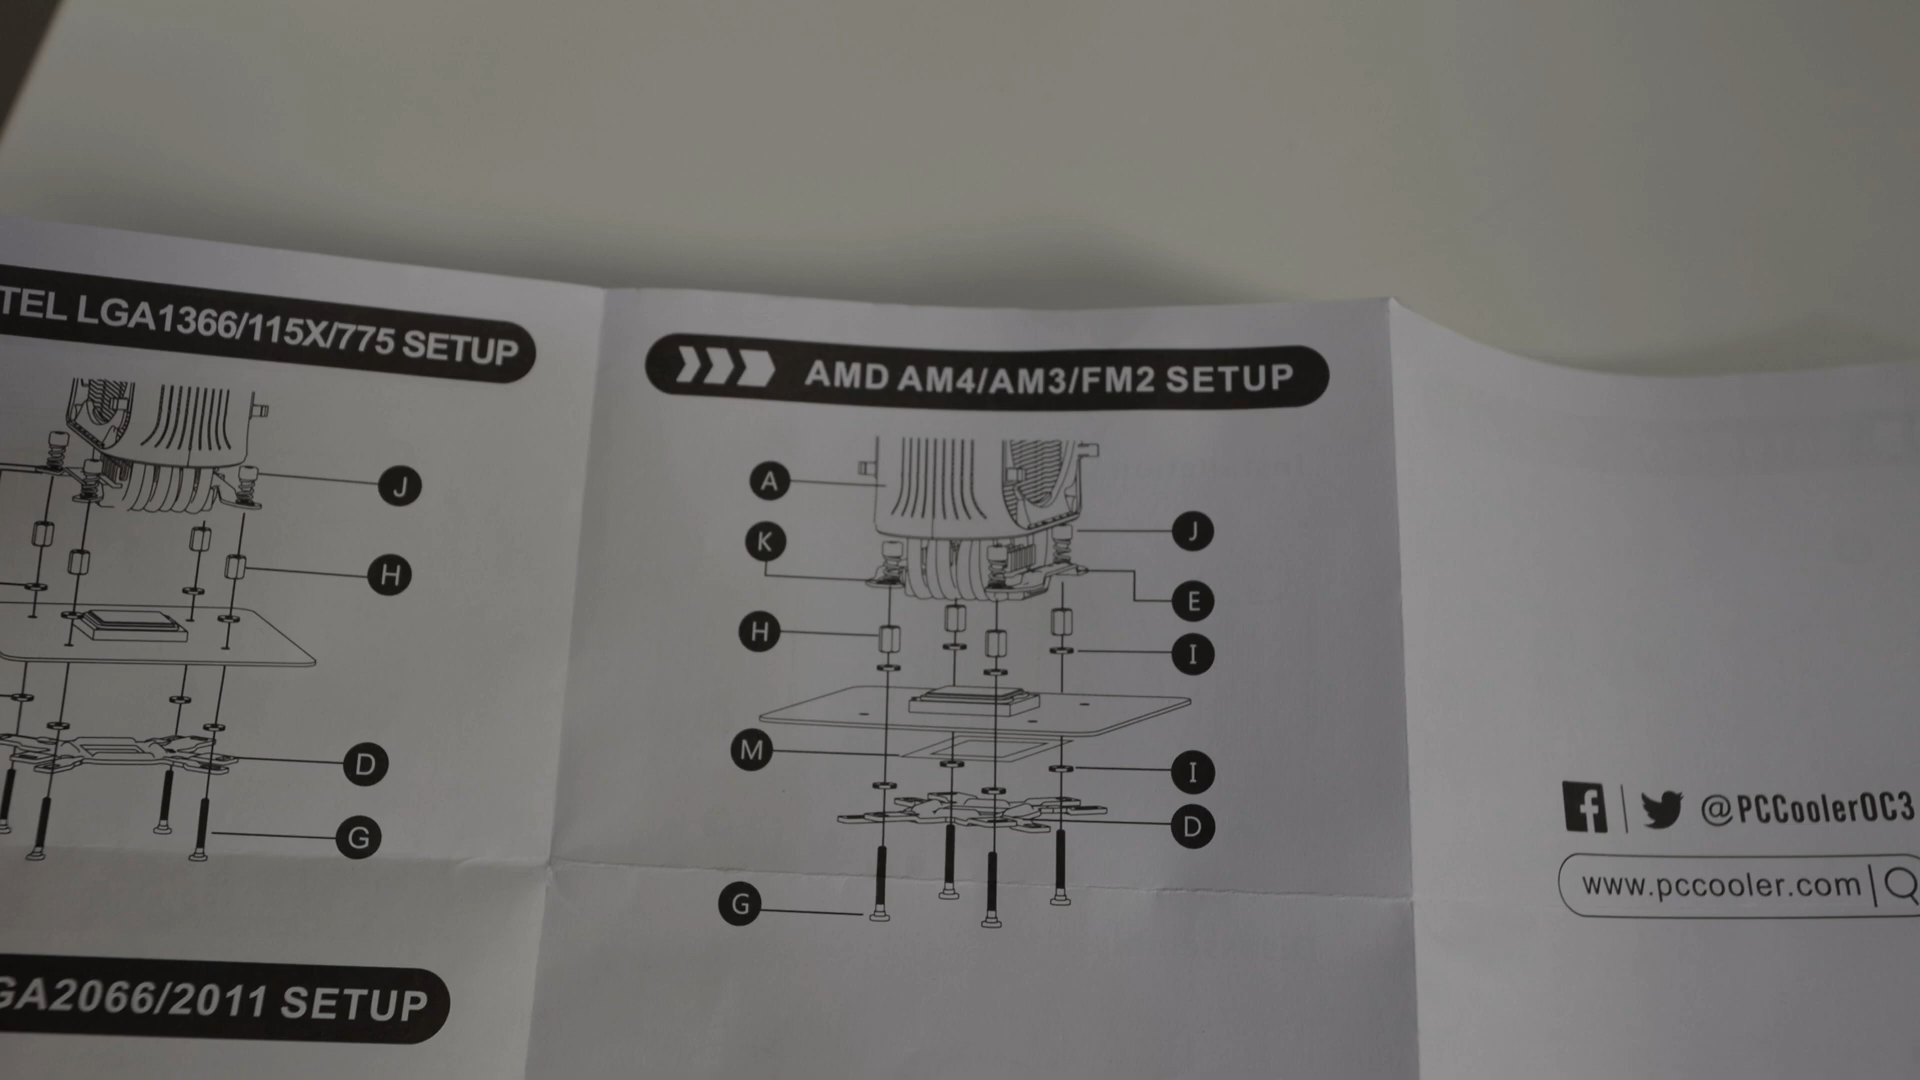 TEL LGA1366/115X/775 SETUP
J
H
D
G
GA2066/2011 SETUP
AMD AM4/AM3/FM2 SETUP
A
K
J
E
H
I
M
I
D
G
@PCCoolerOC3
www.pccooler.com